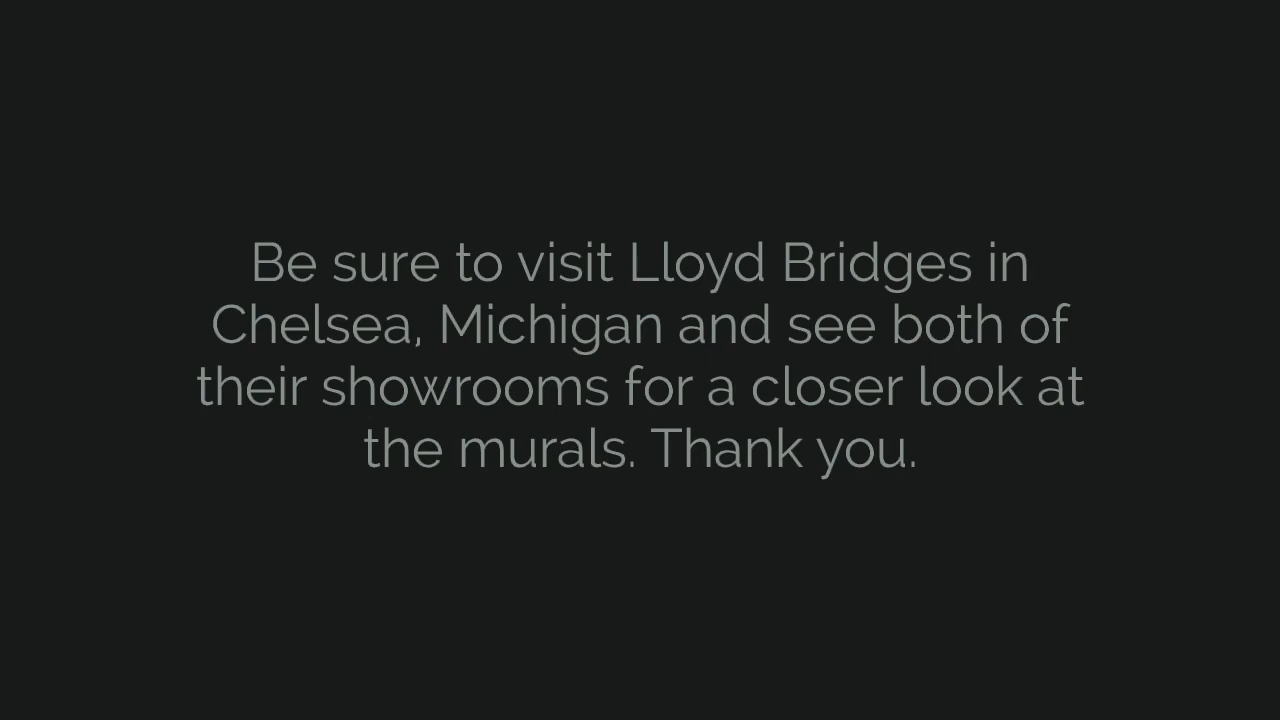 Be sure to visit Lloyd Bridges in
Chelsea, Michigan and see both of
their showrooms for a closer look at
the murals. Thank you.